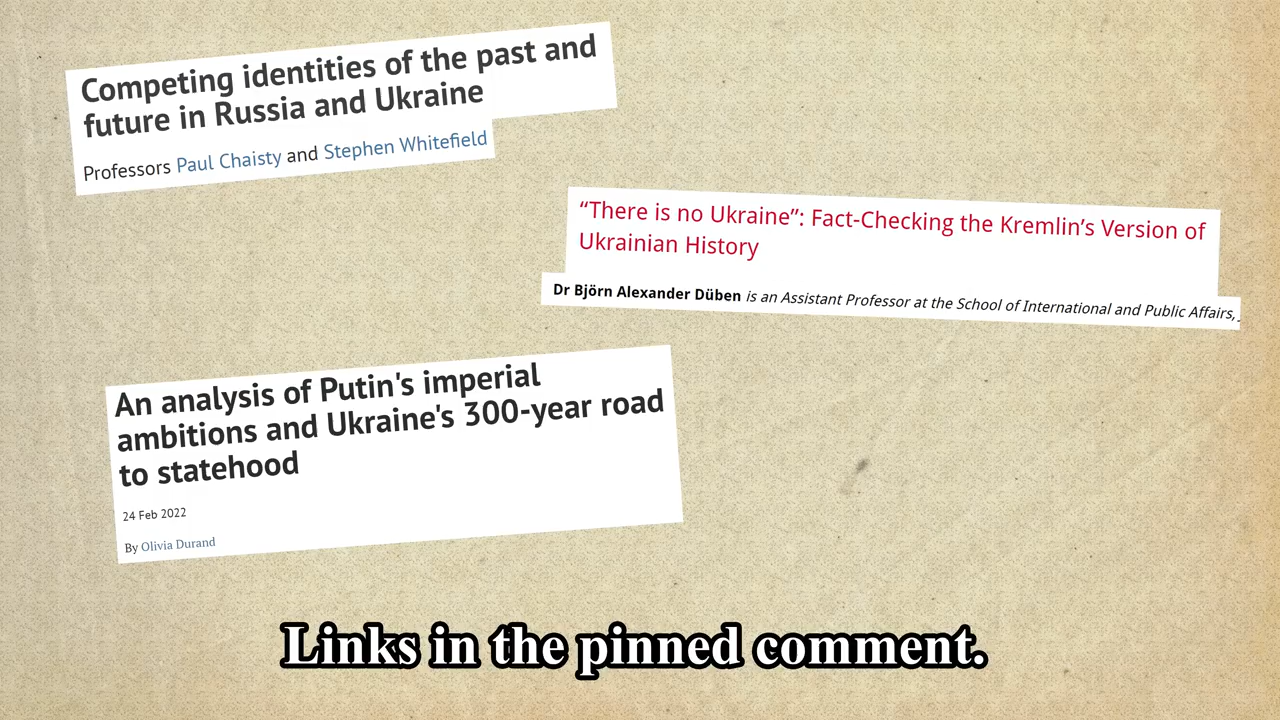 Competing identities of the past and
future in Russia and Ukraine
Professors Paul Chaisty and Stephen Whitefield
“There is no Ukraine”: Fact-Checking the Kremlin’s Version of
Ukrainian History
Dr Björn Alexander Düben is an Assistant Professor at the School of International and Public Affairs,
An analysis of Putin's imperial
ambitions and Ukraine's 300-year road
to statehood
24 Feb 2022
By Olivia Durand
Links in the pinned comment.